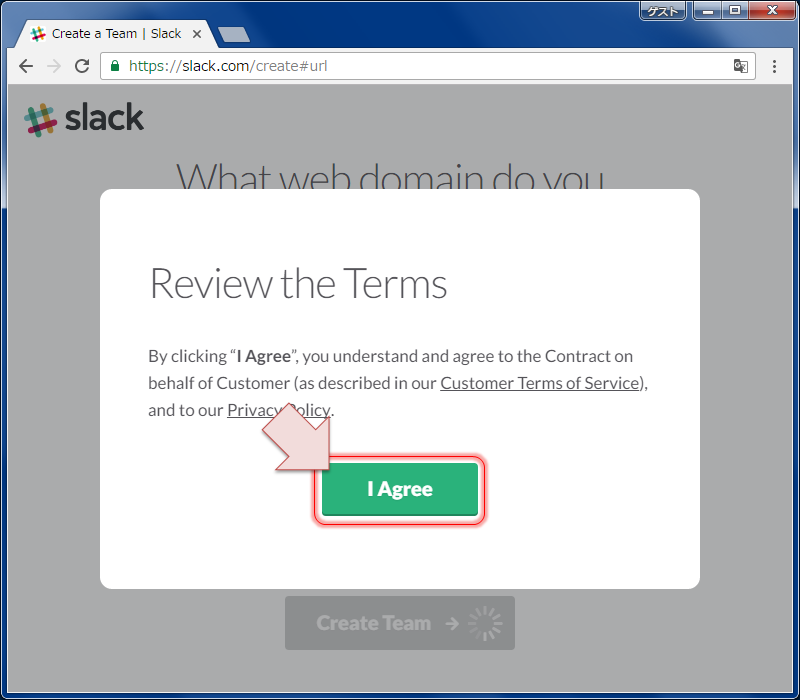 ゲスト
Create a Team | Slack
https://slack.com/create#url
slack
What web domain do you
Review the Terms
By clicking “I Agree”, you understand and agree to the Contract on
behalf of Customer (as described in our Customer Terms of Service),
and to our Privacy Policy.
I Agree
Create Team